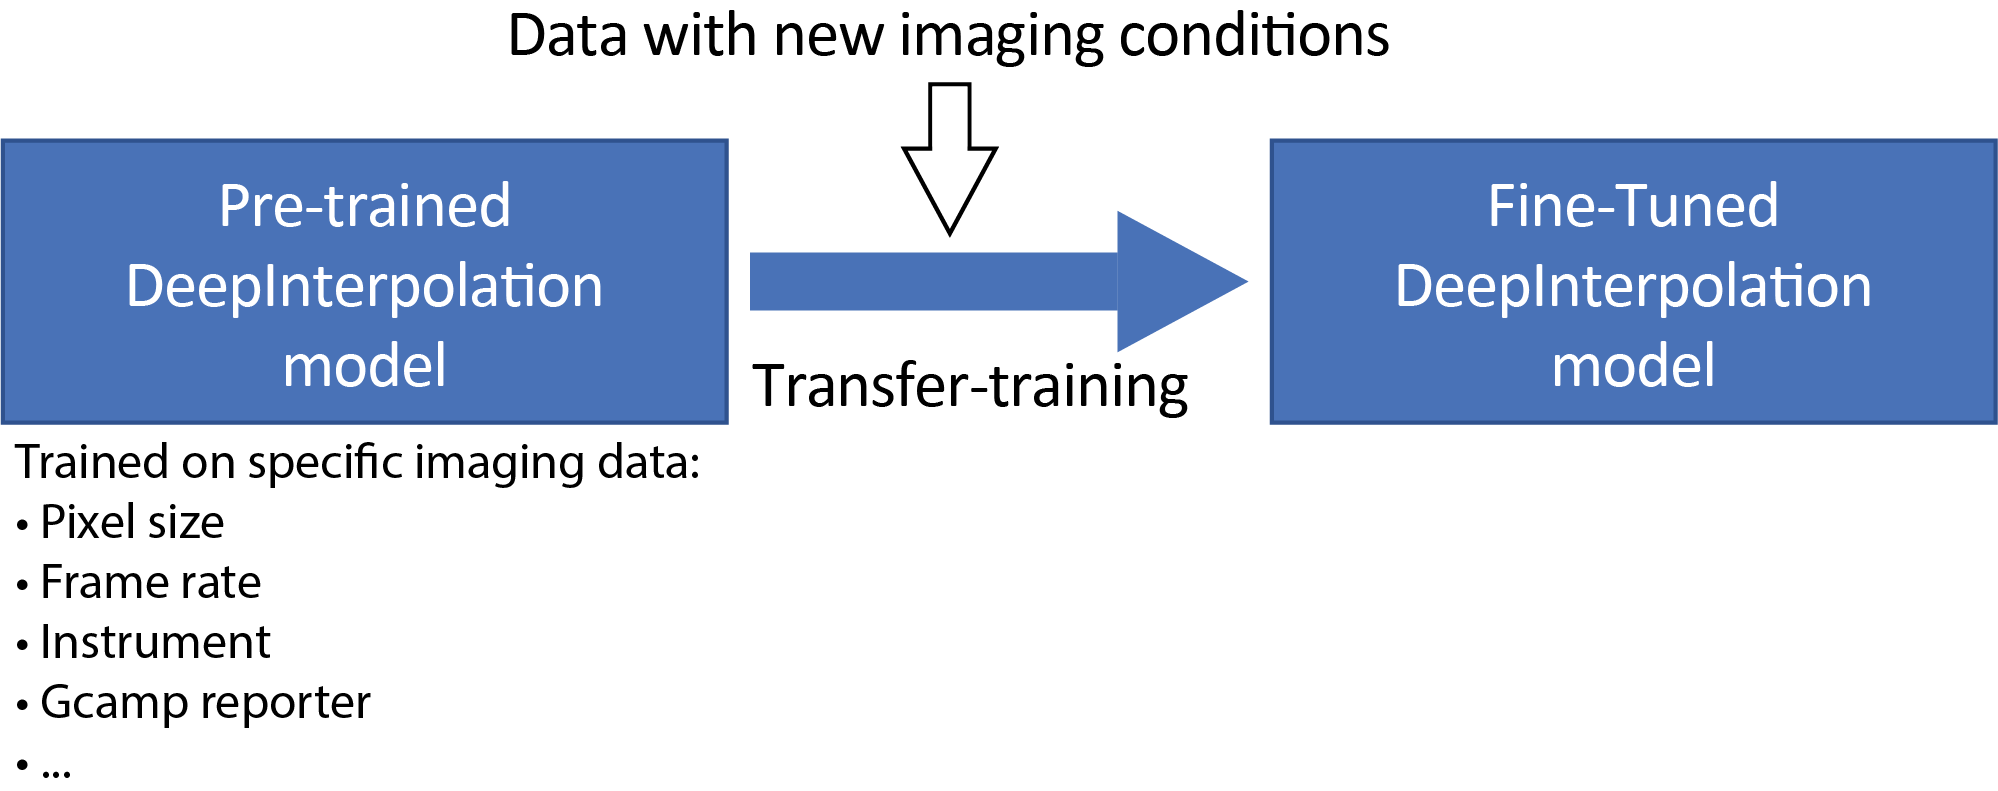 Data with new imaging conditions
Pre-trained
DeepInterpolation
model
Transfer-training
Fine-Tuned
DeepInterpolation
model
Trained on specific imaging data:
• Pixel size
• Frame rate
• Instrument
• Gcamp reporter
• ...